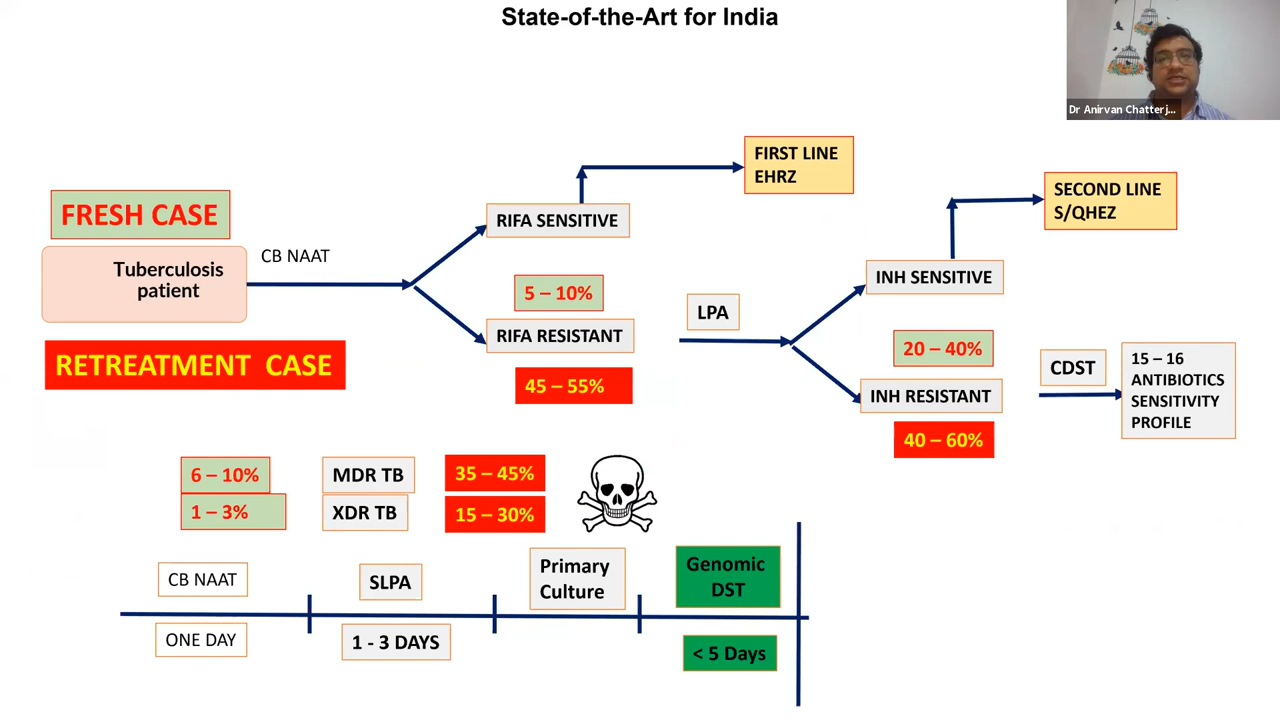 State-of-the-Art for India
Dr Anirvan Chatterj...
FIRST LINE
EHRZ
SECOND LINE
S/QHEZ
FRESH CASE
CB NAAT
Tuberculosis
patient
RETREATMENT CASE
RIFA SENSITIVE
5 – 10%
RIFA RESISTANT
45 – 55%
LPA
INH SENSITIVE
20 – 40%
INH RESISTANT
40 – 60%
CDST
15 – 16
ANTIBIOTICS
SENSITIVITY
PROFILE
6 – 10%
MDR TB
35 – 45%
1 – 3%
XDR TB
15 – 30%
CB NAAT
SLPA
Primary
Culture
Genomic
DST
ONE DAY
1 - 3 DAYS
< 5 Days